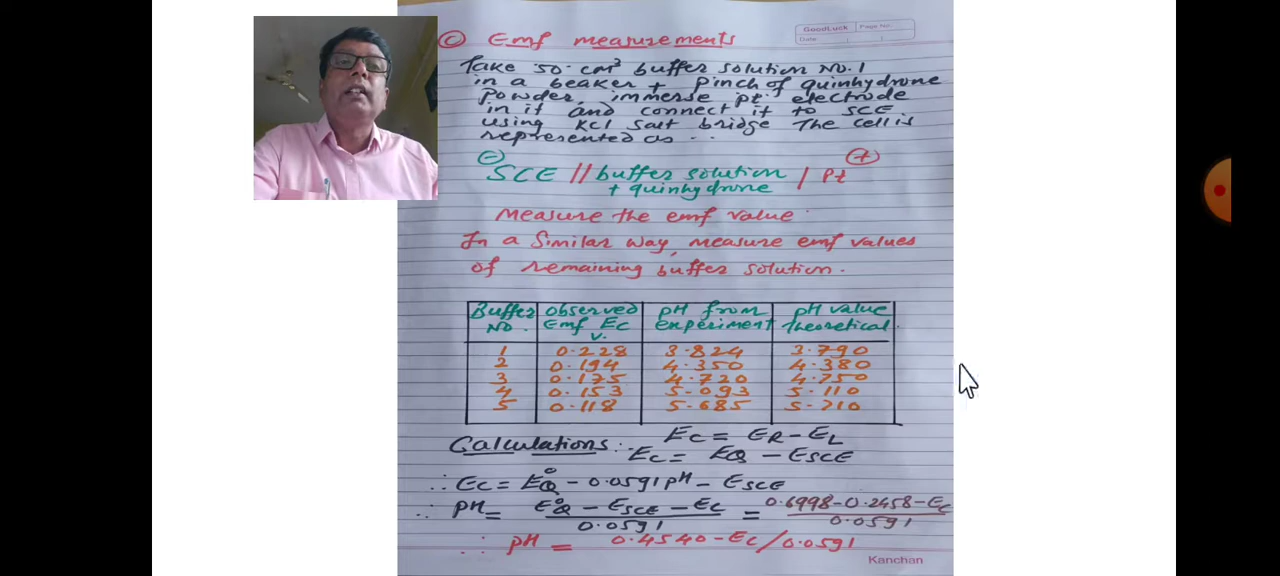 GoodLuck
Page No.
Date
© Emf measurements
Take 50 cm³ buffer solution No. 1
in a beaker + pinch of quinhydrone
powder, immerse pt electrode
in it and connect it to SCE
using KCl salt bridge The cell is
represented as ..
⊖ SCE // buffer solution + quinhydrone / Pt ⊕
Measure the emf value.
In a Similar way, measure emf values
of remaining buffer solution.
Buffer No. | observed Emf Ec v. | pH from experiment | pH value theoretical.
1 | 0.228 | 3.824 | 3.790
2 | 0.194 | 4.350 | 4.380
3 | 0.175 | 4.720 | 4.750
4 | 0.153 | 5.093 | 5.110
5 | 0.118 | 5.685 | 5.710
Calculations:- Ec = ER - EL
Ec = EQ - ESCE
∴ Ec = E°Q - 0.0591 pH - ESCE
∴ pH = E°Q - ESCE - Ec / 0.0591 = 0.6998-0.2458-Ec / 0.0591
∴ pH = 0.4540-Ec/0.0591
Kanchan